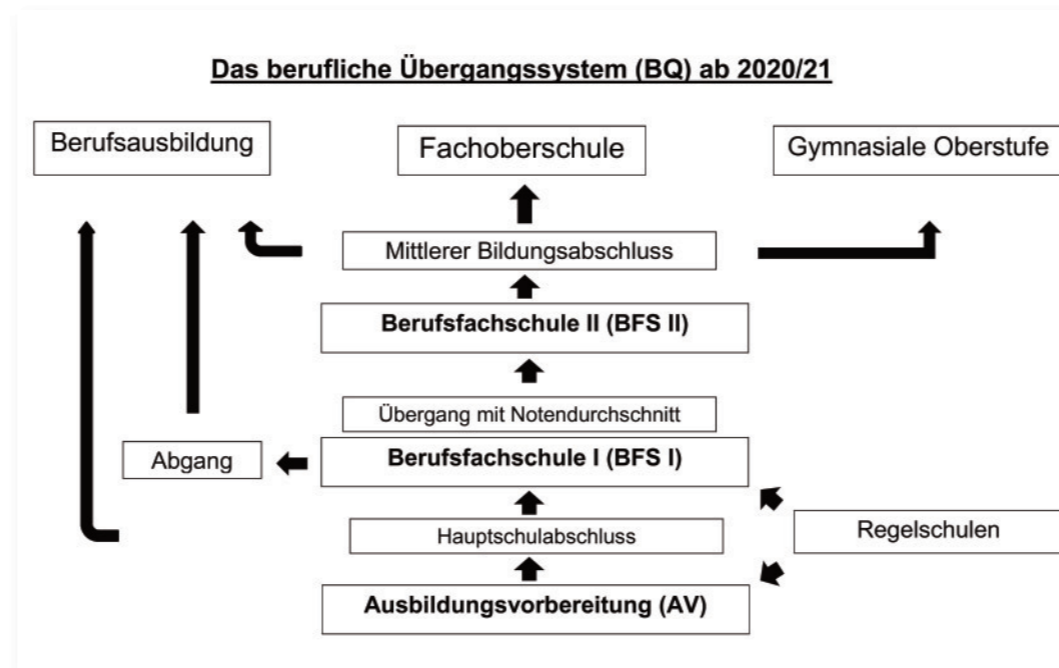 Das berufliche Übergangssystem (BQ) ab 2020/21
Berufsausbildung
Fachoberschule
Gymnasiale Oberstufe
Mittlerer Bildungsabschluss
Berufsfachschule II (BFS II)
Übergang mit Notendurchschnitt
Berufsfachschule I (BFS I)
Abgang
Hauptschulabschluss
Regelschulen
Ausbildungsvorbereitung (AV)